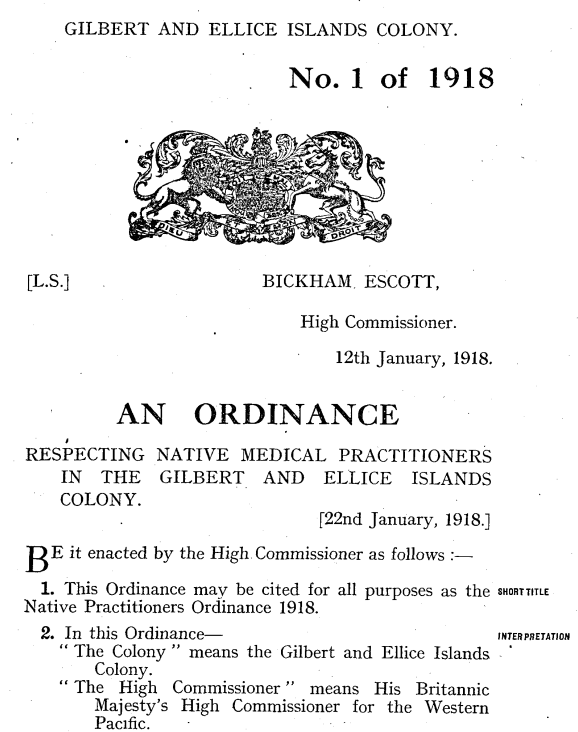 GILBERT AND ELLICE ISLANDS COLONY.
No. 1 of 1918
DIEU DROIT
[L.S.] BICKHAM ESCOTT,
High Commissioner.
12th January, 1918.
AN ORDINANCE
RESPECTING NATIVE MEDICAL PRACTITIONERS
IN THE GILBERT AND ELLICE ISLANDS
COLONY.
[22nd January, 1918.]
BE it enacted by the High Commissioner as follows :—
1. This Ordinance may be cited for all purposes as the SHORT TITLE
Native Practitioners Ordinance 1918.
2. In this Ordinance— INTERPRETATION
“ The Colony ” means the Gilbert and Ellice Islands
Colony.
“ The High Commissioner ” means His Britannic
Majesty's High Commissioner for the Western
Pacific.